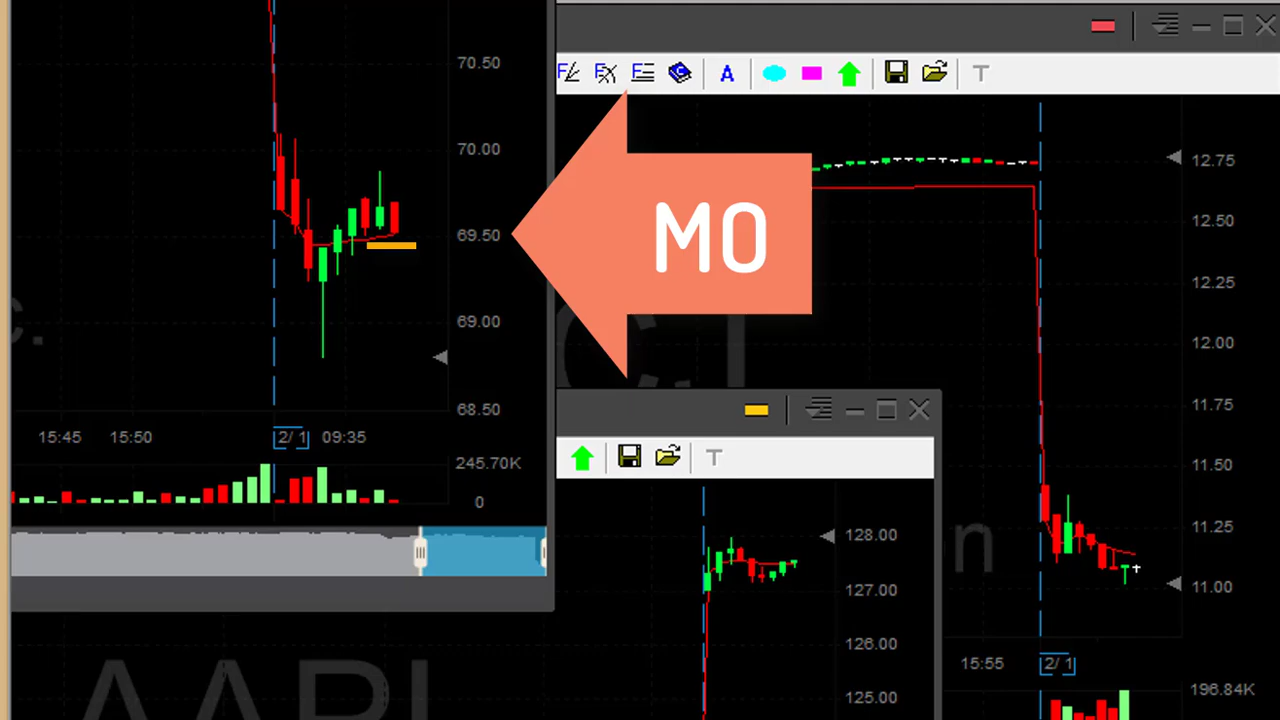 70.50
70.00
69.50
69.00
68.50
15:45 15:50 2/ 1 09:35
245.70K
0
c.
MO
A
T
12.75
12.50
12.25
12.00
11.75
11.50
11.25
11.00
15:55 2/ 1
196.84K
T
128.00
127.00
126.00
125.00
n